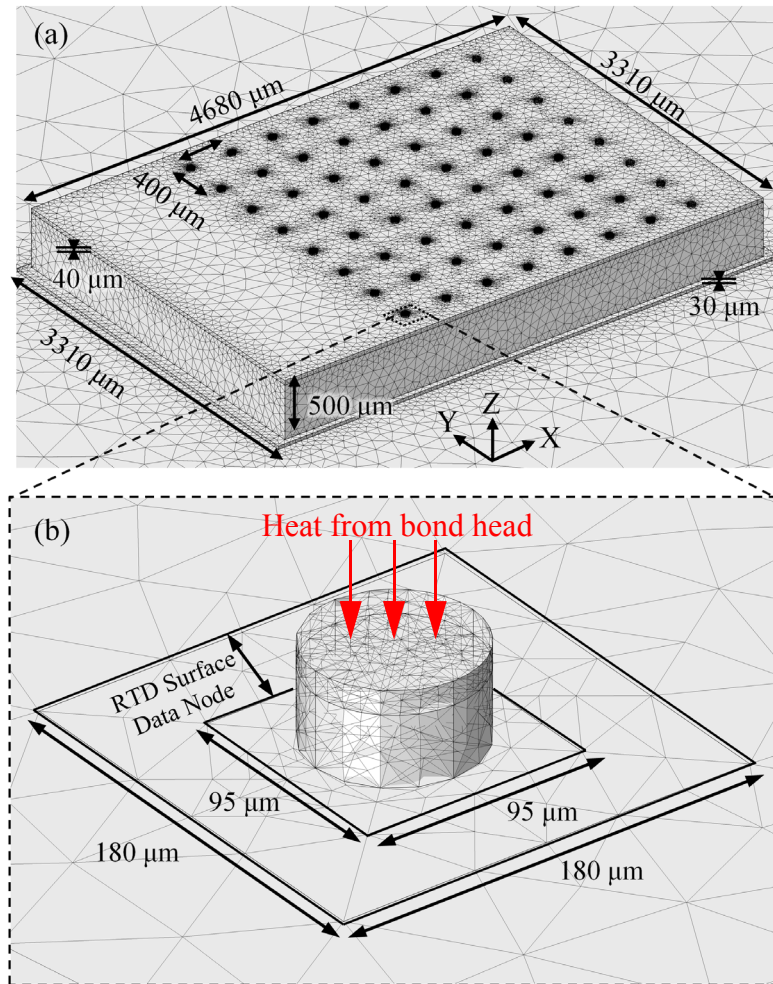 (a)
4680 μm
3310 μm
400 μm
40 μm
30 μm
3310 μm
500 μm
Z
Y
X
(b)
Heat from bond head
RTD Surface
Data Node
95 μm
95 μm
180 μm
180 μm